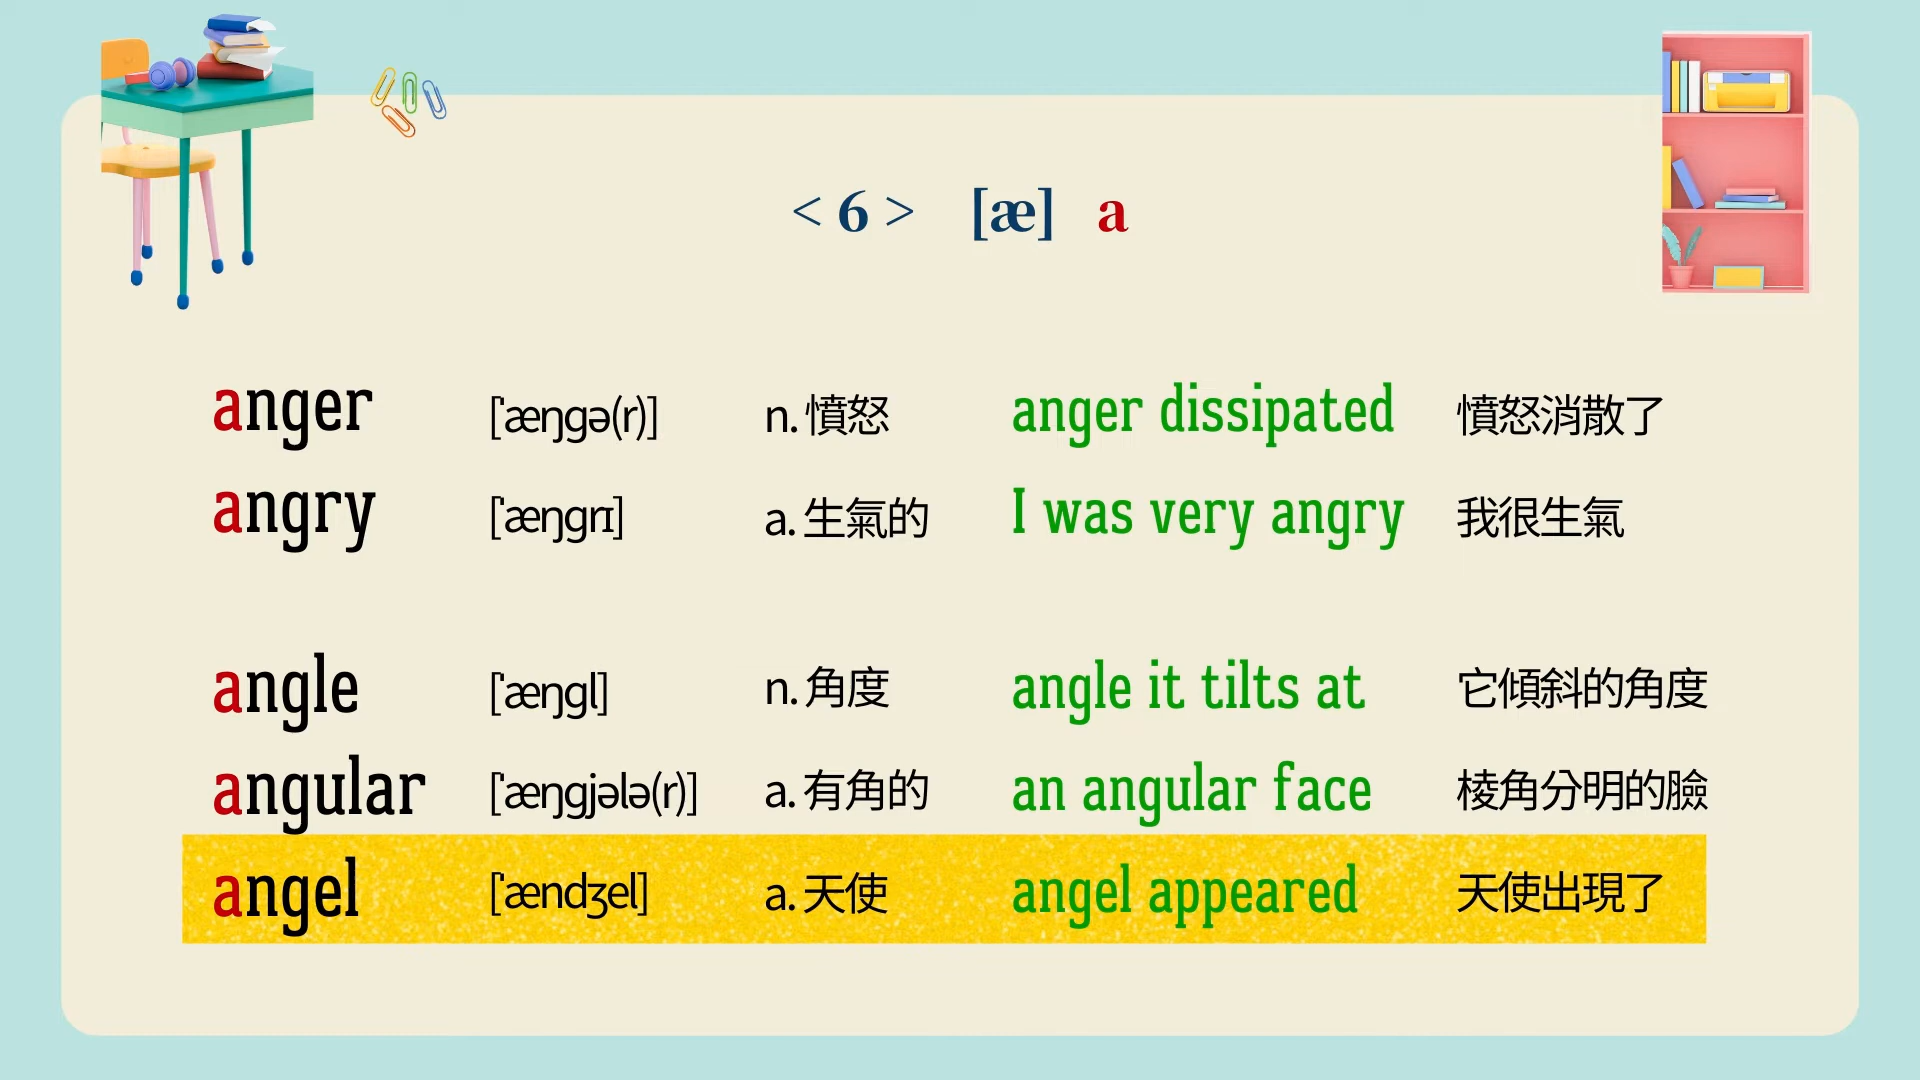 < 6 > [æ] a
anger [ˈæŋgə(r)] n. 憤怒 anger dissipated 憤怒消散了
angry [ˈæŋgrɪ] a. 生氣的 I was very angry 我很生氣
angle [ˈæŋgl] n. 角度 angle it tilts at 它傾斜的角度
angular [ˈæŋgjələ(r)] a. 有角的 an angular face 棱角分明的臉
angel [ˈændʒel] a. 天使 angel appeared 天使出現了